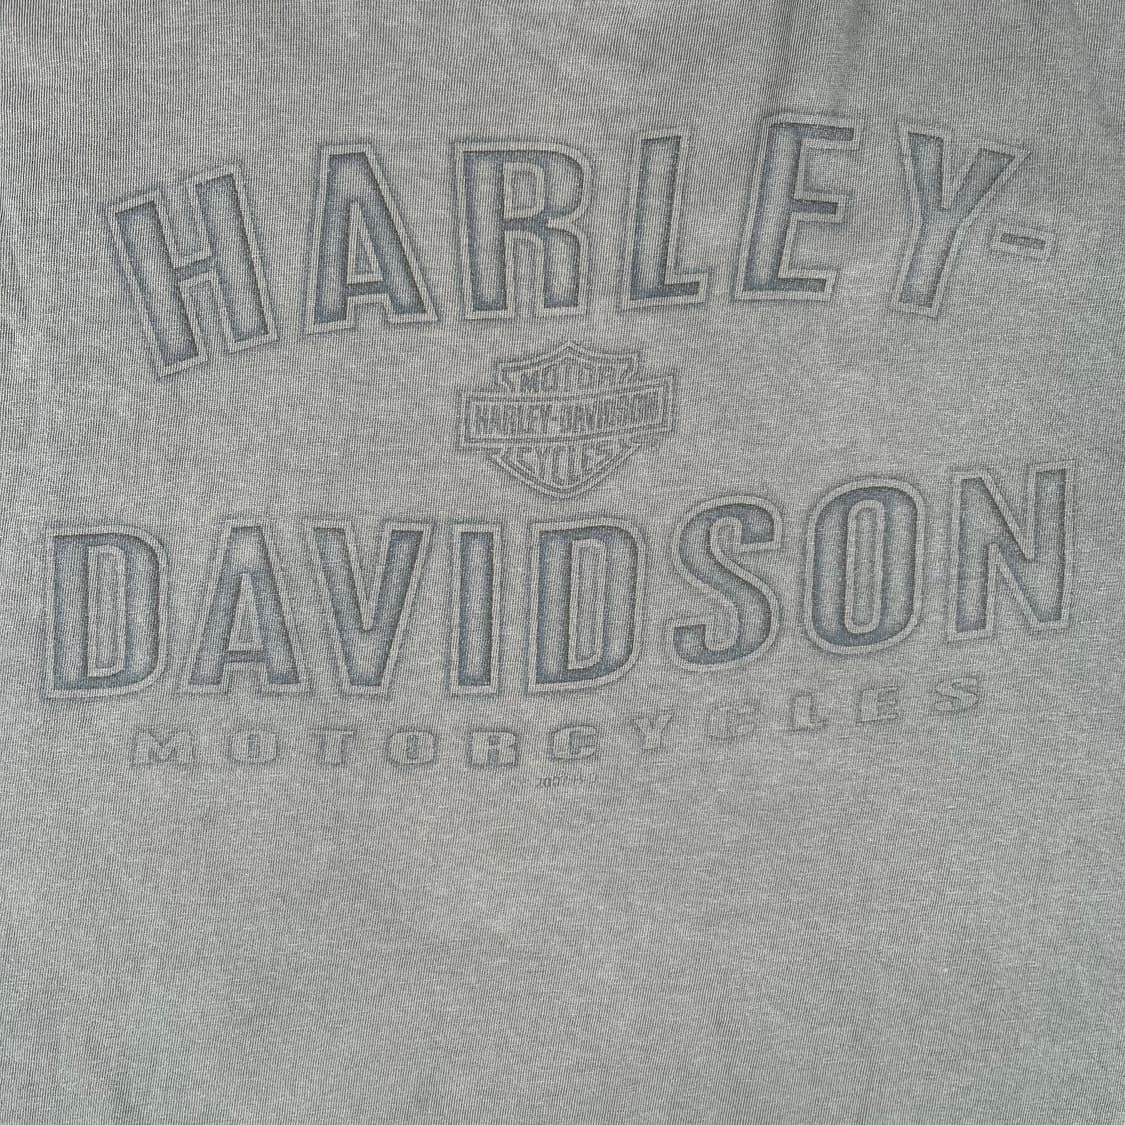 HARLEY-
MOTOR
HARLEY-DAVIDSON
CYCLES
DAVIDSON
MOTORCYCLES